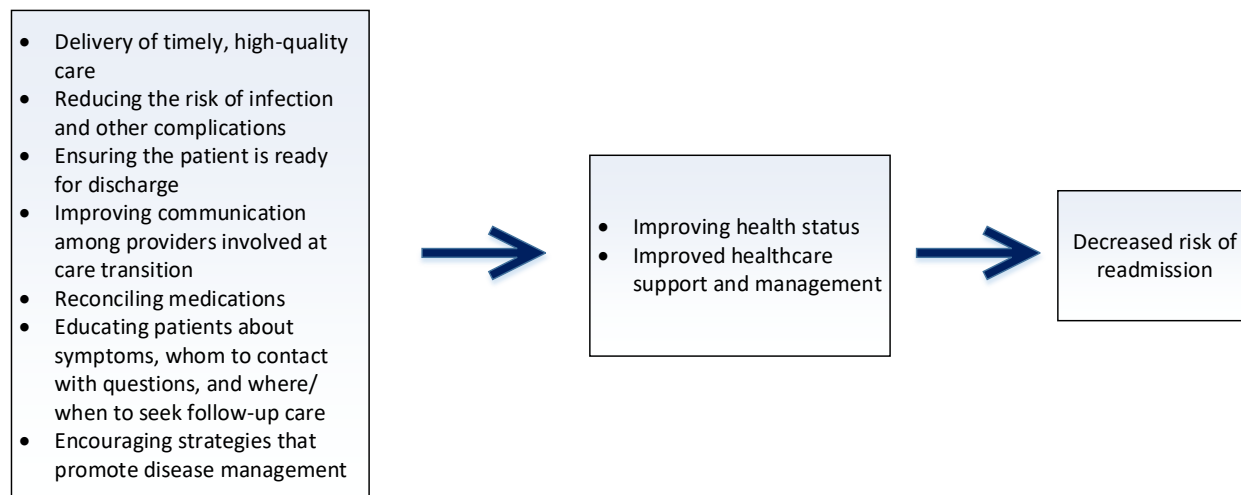 • Delivery of timely, high-quality
care
• Reducing the risk of infection
and other complications
• Ensuring the patient is ready
for discharge
• Improving communication
among providers involved at
care transition
• Reconciling medications
• Educating patients about
symptoms, whom to contact
with questions, and where/
when to seek follow-up care
• Encouraging strategies that
promote disease management
• Improving health status
• Improved healthcare
support and management
Decreased risk of
readmission